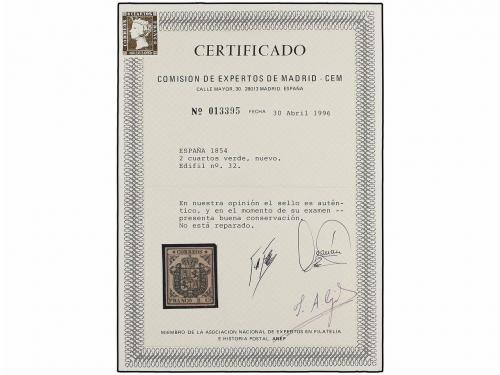 CERTIFICADO
COMISION DE EXPERTOS DE MADRID - CEM
CALLE MAYOR, 30. 28013 MADRID. ESPAÑA
Nº 013395 FECHA 30 Abril 1996
ESPAÑA 1854
2 cuartos verde, nuevo.
Edifil nº. 32.
En nuestra opinión el sello es autén-
tico, y en el momento de su examen --
presenta buena conservación.
No está reparado.
CORREOS
FRANCO 2 Cs
MIEMBRO DE LA ASOCIACION NACIONAL DE EXPERTOS EN FILATELIA
E HISTORIA POSTAL, ANEP